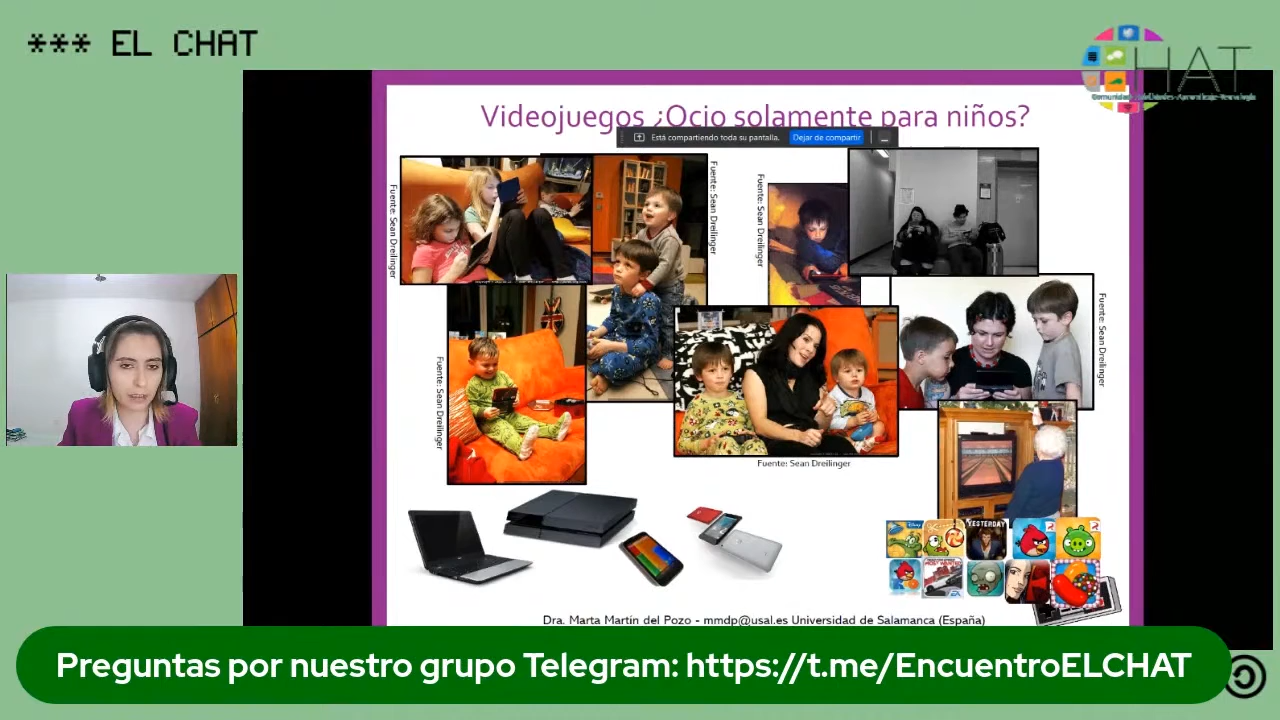 *** EL CHAT
CHAT
Videojuegos ¿Ocio solamente para niños?
Está compartiendo toda su pantalla.
Dejar de compartir
Fuente: Sean Dreilinger
Fuente: Sean Dreilinger
Fuente: Sean Dreilinger
Fuente: Sean Dreilinger
Fuente: Sean Dreilinger
Fuente: Sean Dreilinger
YESTERDAY
Dra. Marta Martín del Pozo - mmdp@usal.es Universidad de Salamanca (España)
Preguntas por nuestro grupo Telegram: https://t.me/EncuentroELCHAT